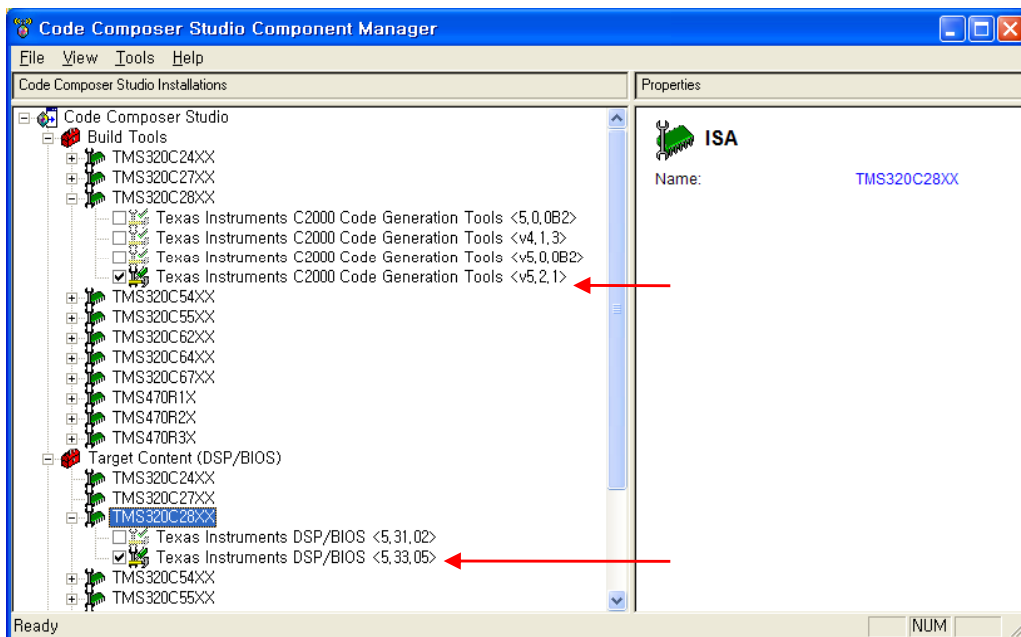 Code Composer Studio Component Manager
File View Tools Help
Code Composer Studio Installations
Properties
Code Composer Studio
Build Tools
TMS320C24XX
TMS320C27XX
TMS320C28XX
Texas Instruments C2000 Code Generation Tools <5,0,0B2>
Texas Instruments C2000 Code Generation Tools <v4,1,3>
Texas Instruments C2000 Code Generation Tools <v5,0,0B2>
Texas Instruments C2000 Code Generation Tools <v5,2,1>
TMS320C54XX
TMS320C55XX
TMS320C62XX
TMS320C64XX
TMS320C67XX
TMS470R1X
TMS470R2X
TMS470R3X
Target Content (DSP/BIOS)
TMS320C24XX
TMS320C27XX
TMS320C28XX
Texas Instruments DSP/BIOS <5,31,02>
Texas Instruments DSP/BIOS <5,33,05>
TMS320C54XX
TMS320C55XX
ISA
Name: TMS320C28XX
Ready
NUM